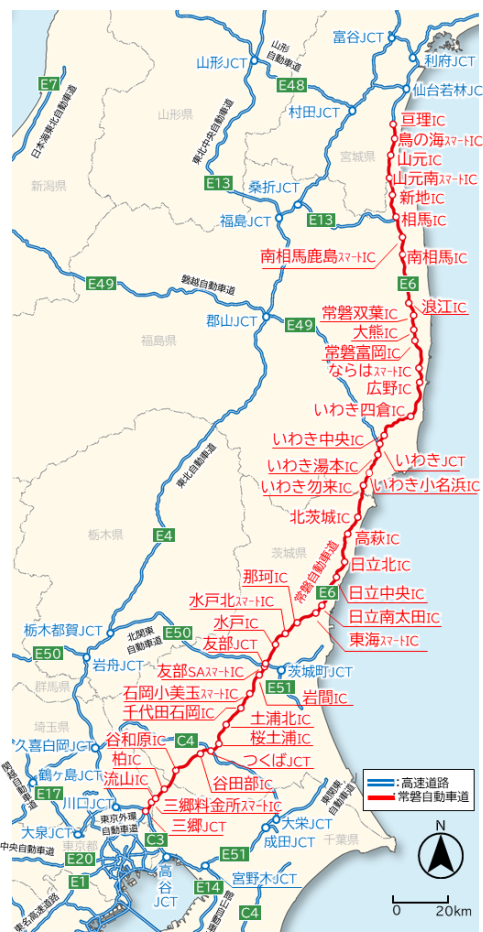 富谷JCT
山形
自動車道
山形JCT
利府JCT
E7
E48
仙台若林JCT
日本海東北自動車道
村田JCT
亘理IC
山形県
鳥の海スマートIC
東北中央自動車道
宮城県
山元IC
山元南スマートIC
E13
桑折JCT
新地IC
新潟県
福島JCT
E13
相馬IC
南相馬鹿島スマートIC
南相馬IC
E49
磐越自動車道
E6
浪江IC
常磐双葉IC
郡山JCT
E49
大熊IC
福島県
常磐富岡IC
ならはスマートIC
広野IC
いわき四倉IC
いわき中央IC
いわきJCT
東北自動車道
いわき湯本IC
いわき勿来IC
いわき小名浜IC
北茨城IC
栃木県
E4
高萩IC
茨城県
常磐自動車道
日立北IC
那珂IC
E6
日立中央IC
水戸北スマートIC
日立南太田IC
水戸IC
栃木都賀JCT
北関東
自動車道
E50
東海スマートIC
友部JCT
E50
岩舟JCT
友部SAスマートIC
茨城町JCT
E51
群馬県
石岡小美玉スマートIC
岩間IC
千代田石岡IC
埼玉県
土浦北IC
谷和原IC
C4
桜土浦IC
久喜白岡JCT
柏IC
つくばJCT
関越自動車道
鶴ヶ島JCT
流山IC
谷田部IC
：高速道路
：常磐自動車道
E17
川口JCT
三郷料金所スマートIC
東関東
自動車道
東京外環
自動車道
三郷JCT
大栄JCT
大泉JCT
東京都
成田JCT
千葉県
N
中央自動車道
C3
E20
E51
高谷
JCT
E1
E14
宮野木JCT
東名高速道路
館山自動車道
C4
0
20km